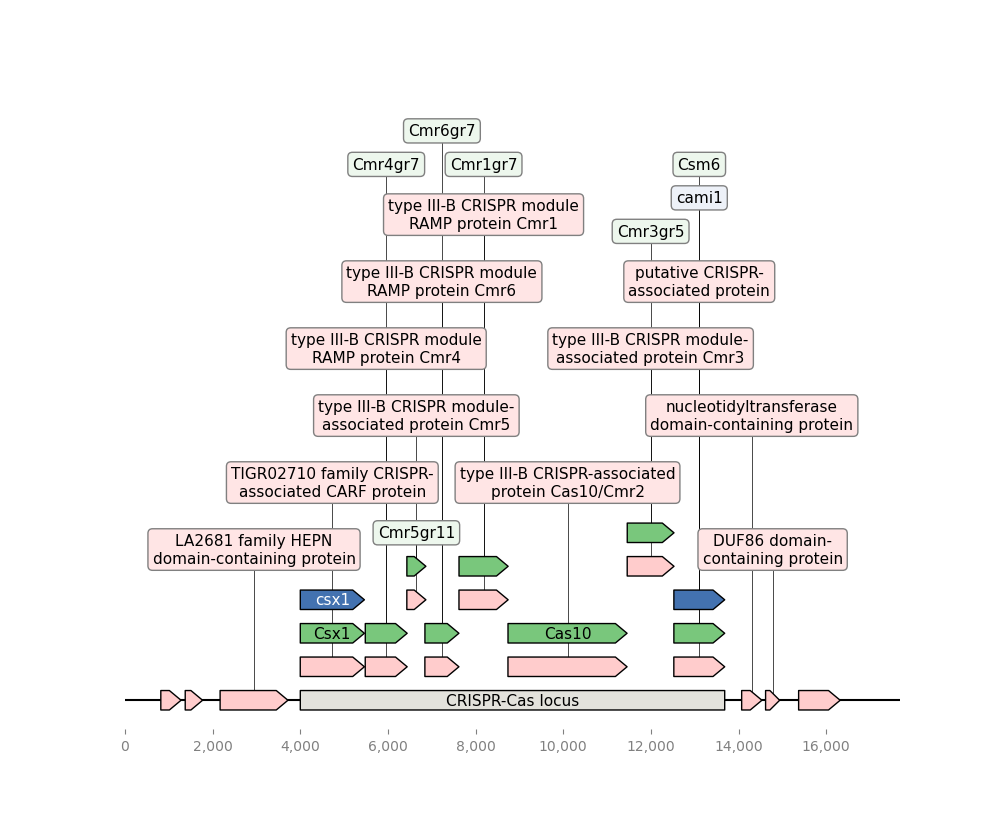 Cmr6gr7
Cmr4gr7
Cmr1gr7
Csm6
cami1
type III-B CRISPR module
RAMP protein Cmr1
Cmr3gr5
type III-B CRISPR module
RAMP protein Cmr6
putative CRISPR-
associated protein
type III-B CRISPR module
RAMP protein Cmr4
type III-B CRISPR module-
associated protein Cmr3
type III-B CRISPR module-
associated protein Cmr5
nucleotidyltransferase
domain-containing protein
TIGR02710 family CRISPR-
associated CARF protein
type III-B CRISPR-associated
protein Cas10/Cmr2
Cmr5gr11
LA2681 family HEPN
domain-containing protein
DUF86 domain-
containing protein
csx1
Csx1
Cas10
CRISPR-Cas locus
0 2,000 4,000 6,000 8,000 10,000 12,000 14,000 16,000